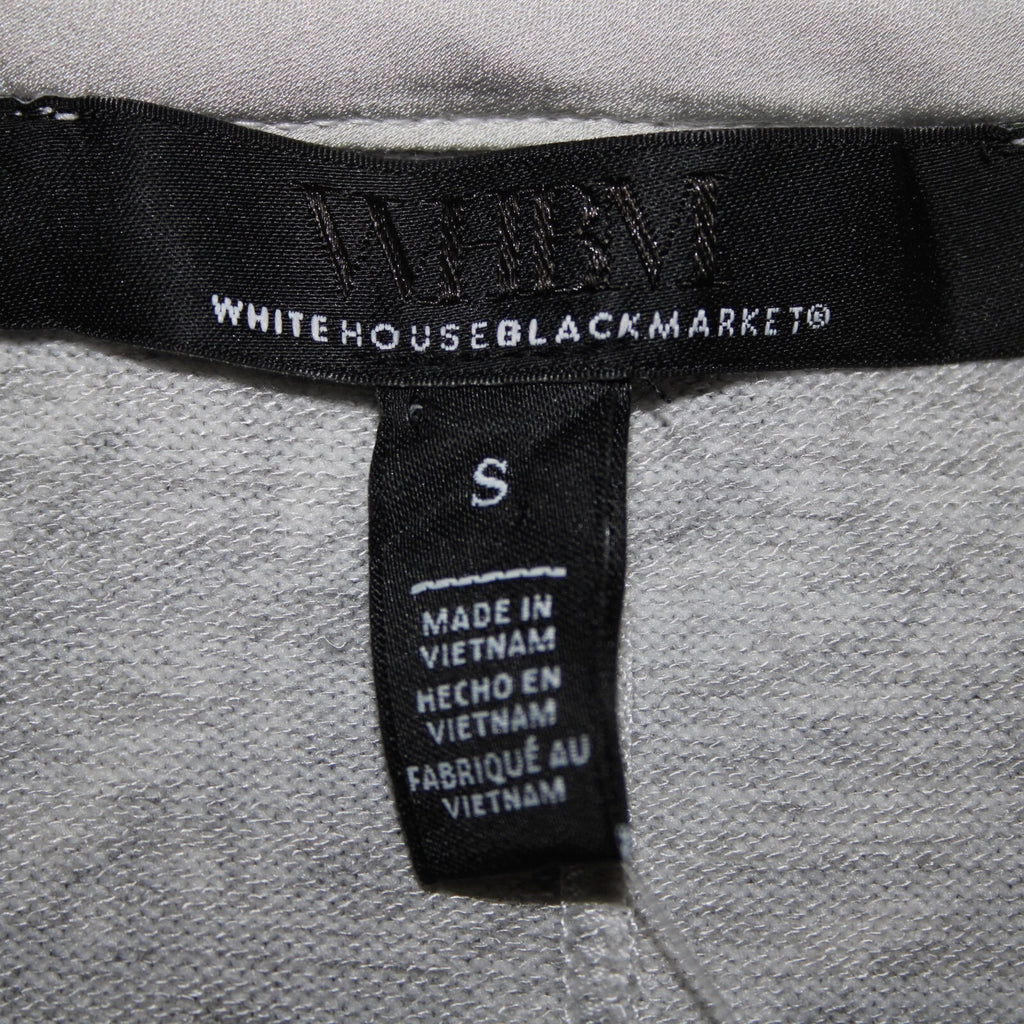 WHBM
WHITEHOUSEBLACKMARKET®
S
MADE IN
VIETNAM
HECHO EN
VIETNAM
FABRIQUÉ AU
VIETNAM